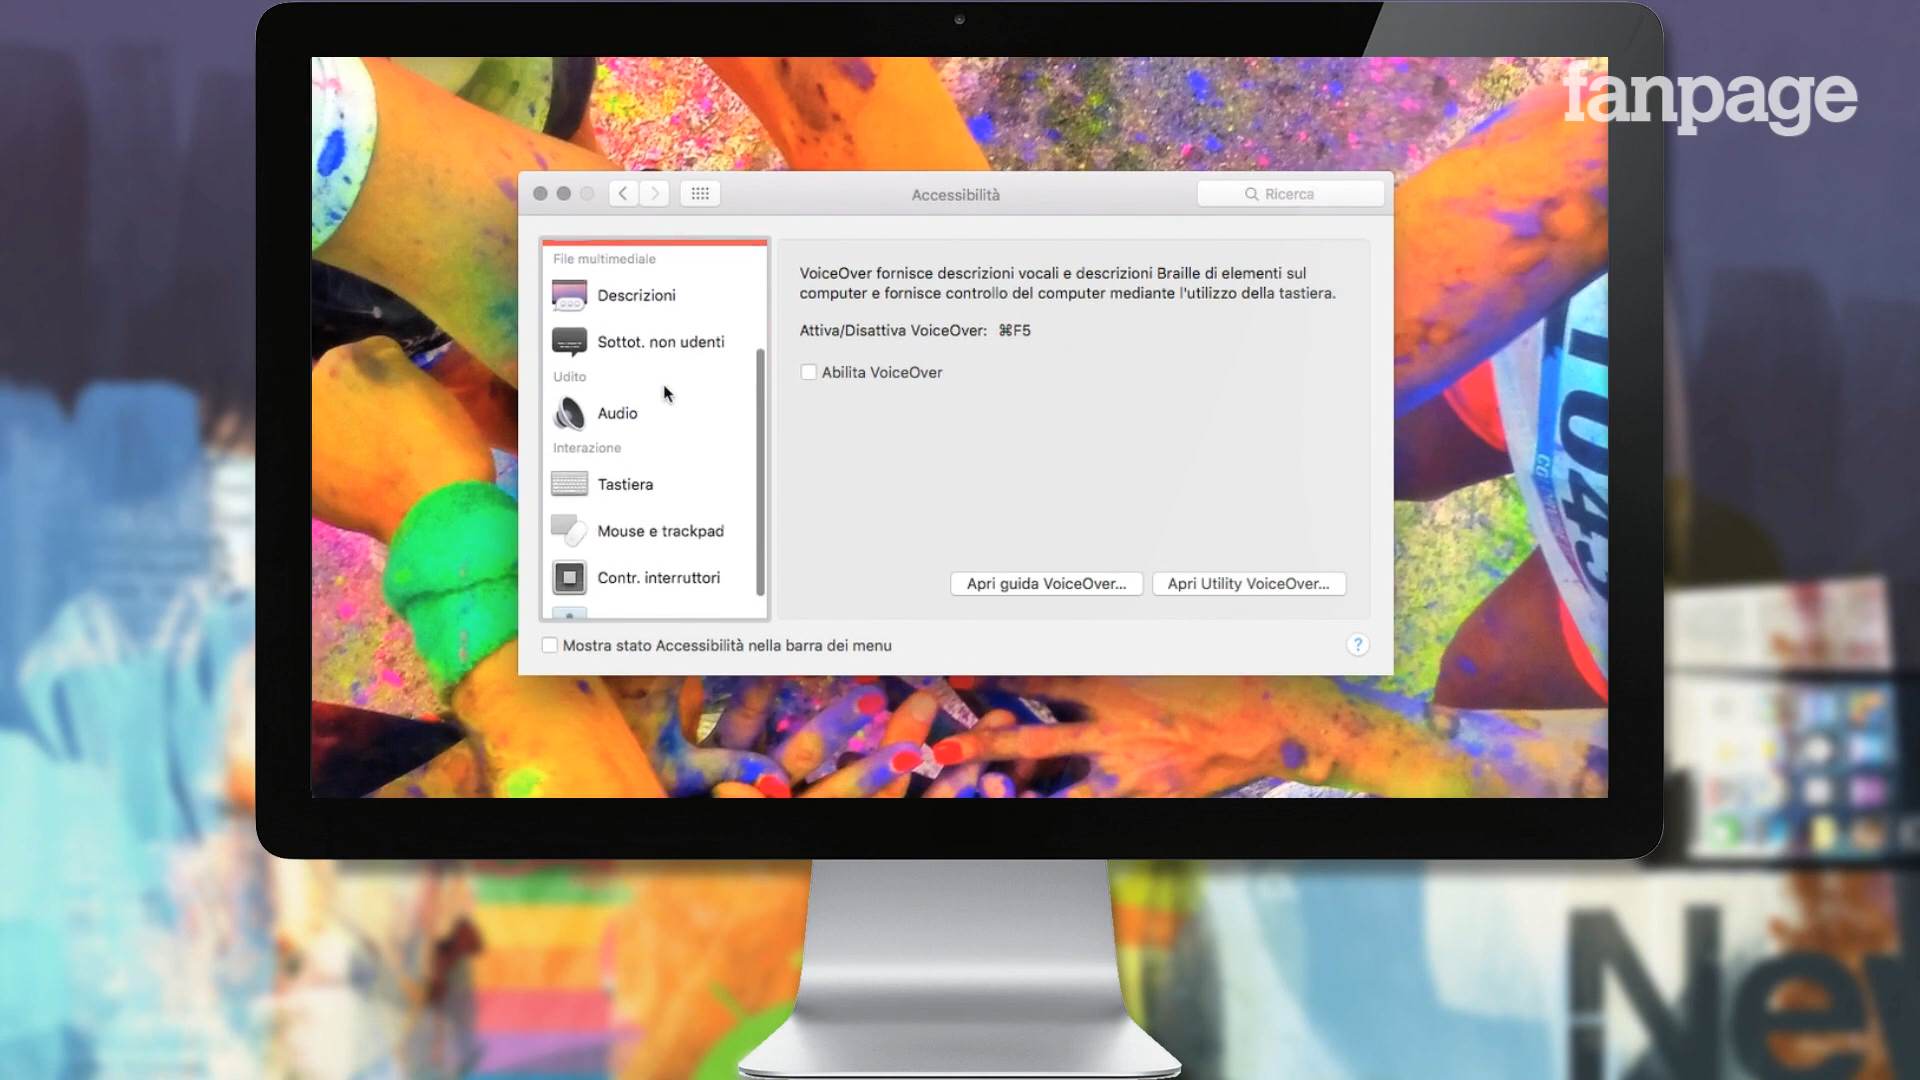 fanpage
Accessibilità
Ricerca
File multimediale
Descrizioni
Sottot. non udenti
Udito
Audio
Interazione
Tastiera
Mouse e trackpad
Contr. interruttori
VoiceOver fornisce descrizioni vocali e descrizioni Braille di elementi sul
computer e fornisce controllo del computer mediante l'utilizzo della tastiera.
Attiva/Disattiva VoiceOver: ⌘F5
Abilita VoiceOver
Apri guida VoiceOver...
Apri Utility VoiceOver...
Mostra stato Accessibilità nella barra dei menu
?